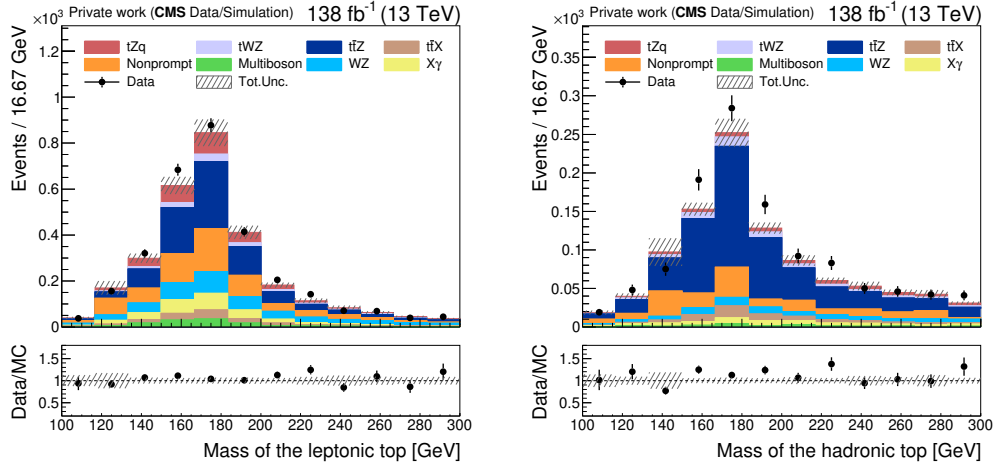 Private work (CMS Data/Simulation) 138 fb⁻¹ (13 TeV)
×10³
Events / 16.67 GeV
tZq tWZ tt̄Z tt̄X
Nonprompt Multiboson WZ Xγ
Data Tot.Unc.
1.2
1
0.8
0.6
0.4
0.2
0
Data/MC
1.5
1
0.5
100 120 140 160 180 200 220 240 260 280 300
Mass of the leptonic top [GeV]
Private work (CMS Data/Simulation) 138 fb⁻¹ (13 TeV)
×10³
Events / 16.67 GeV
tZq tWZ tt̄Z tt̄X
Nonprompt Multiboson WZ Xγ
Data Tot.Unc.
0.35
0.3
0.25
0.2
0.15
0.1
0.05
0
Data/MC
1.5
1
0.5
100 120 140 160 180 200 220 240 260 280 300
Mass of the hadronic top [GeV]